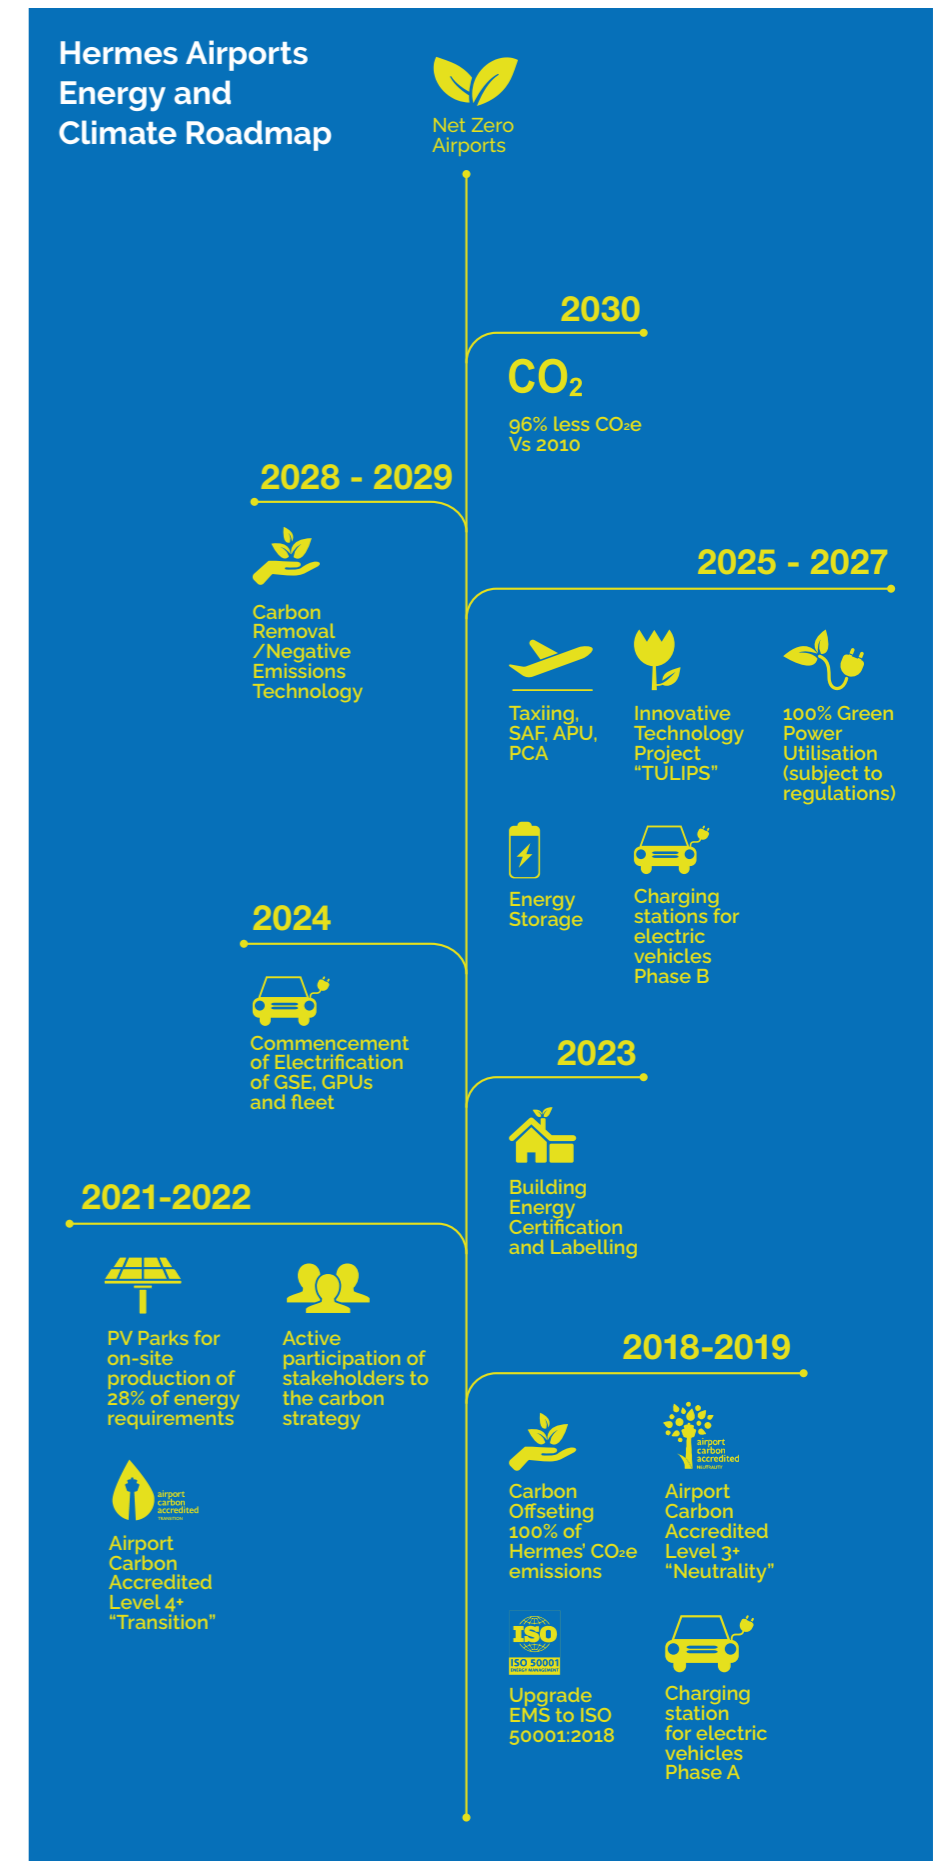 Hermes Airports
Energy and
Climate Roadmap
Net Zero
Airports
2030
CO₂
96% less CO₂e
Vs 2010
2028 - 2029
Carbon
Removal
/Negative
Emissions
Technology
2025 - 2027
Taxiing,
SAF, APU,
PCA
Innovative
Technology
Project
“TULIPS”
100% Green
Power
Utilisation
(subject to
regulations)
Energy
Storage
Charging
stations for
electric
vehicles
Phase B
2024
Commencement
of Electrification
of GSE, GPUs
and fleet
2023
Building
Energy
Certification
and Labelling
2021-2022
PV Parks for
on-site
production of
28% of energy
requirements
Active
participation of
stakeholders to
the carbon
strategy
airport
carbon
accredited
TRANSITION
Airport
Carbon
Accredited
Level 4+
“Transition”
2018-2019
Carbon
Offseting
100% of
Hermes’ CO₂e
emissions
airport
carbon
accredited
NEUTRALITY
Airport
Carbon
Accredited
Level 3+
“Neutrality”
ISO
ISO 50001
ENERGY MANAGEMENT
Upgrade
EMS to ISO
50001:2018
Charging
station
for electric
vehicles
Phase A